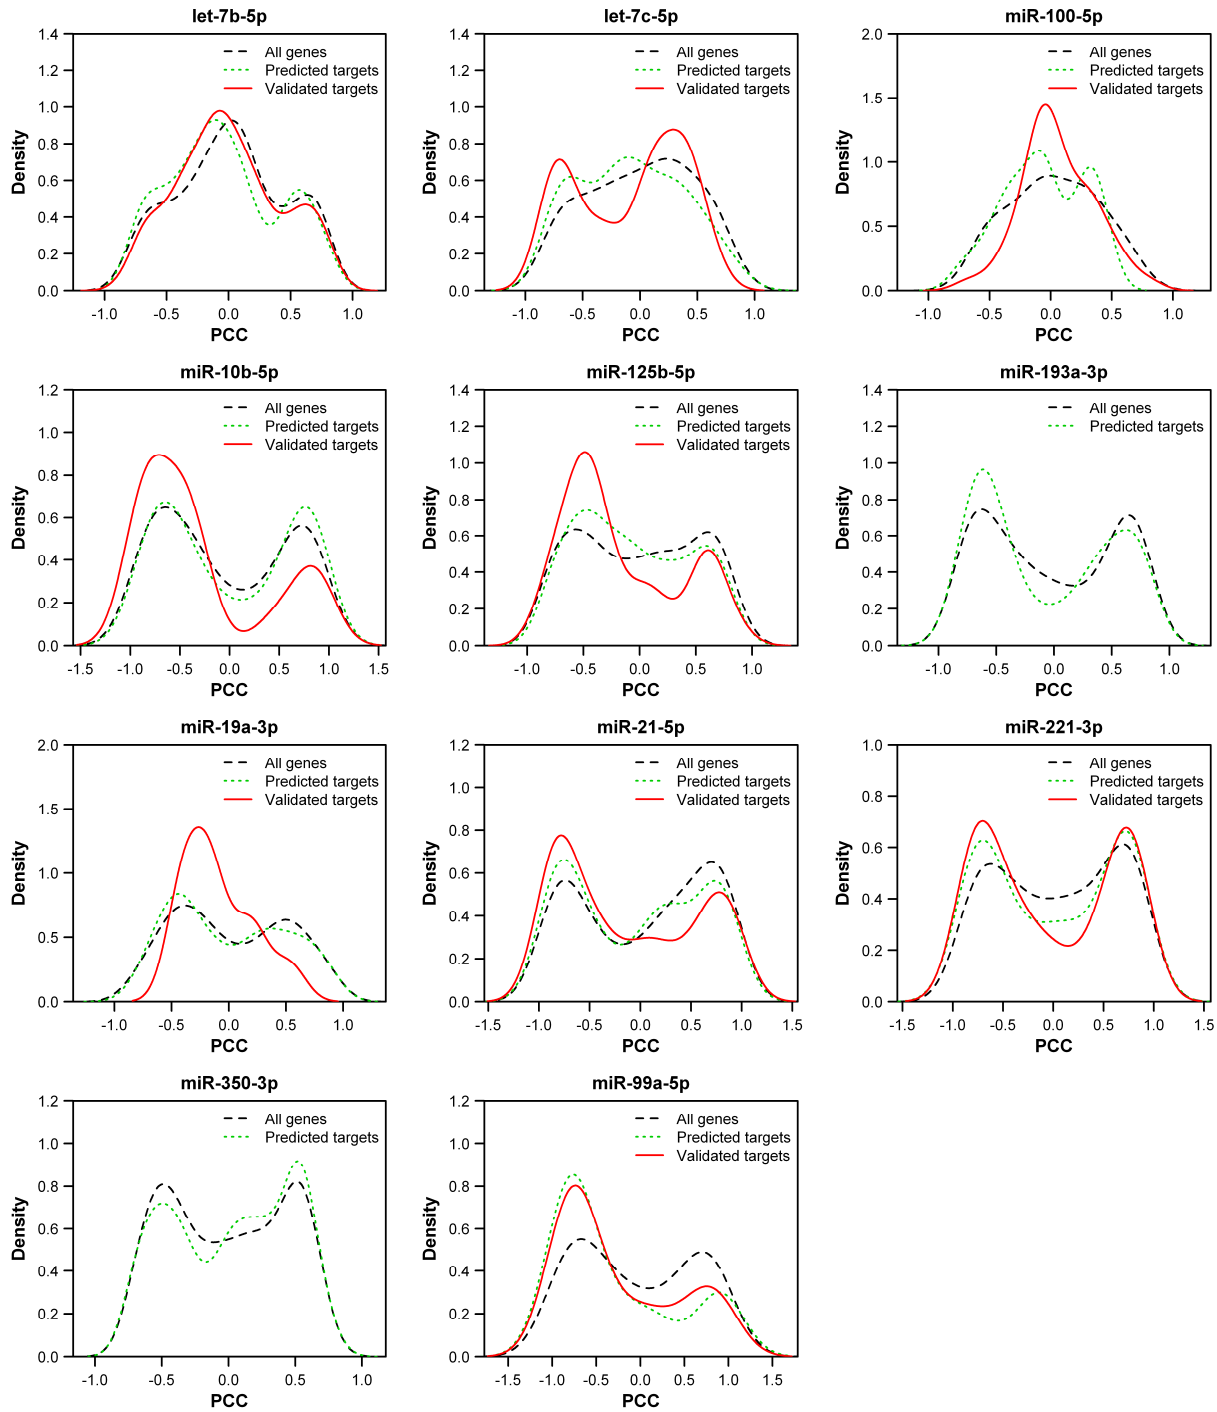 let-7b-5p
1.4
1.2
1.0
0.8
0.6
0.4
0.2
0.0
Density
All genes
Predicted targets
Validated targets
-1.0 -0.5 0.0 0.5 1.0
PCC
let-7c-5p
1.4
1.2
1.0
0.8
0.6
0.4
0.2
0.0
Density
All genes
Predicted targets
Validated targets
-1.0 -0.5 0.0 0.5 1.0
PCC
miR-100-5p
2.0
1.5
1.0
0.5
0.0
Density
All genes
Predicted targets
Validated targets
-1.0 -0.5 0.0 0.5 1.0
PCC
miR-10b-5p
1.2
1.0
0.8
0.6
0.4
0.2
0.0
Density
All genes
Predicted targets
Validated targets
-1.5 -1.0 -0.5 0.0 0.5 1.0 1.5
PCC
miR-125b-5p
1.4
1.2
1.0
0.8
0.6
0.4
0.2
0.0
Density
All genes
Predicted targets
Validated targets
-1.0 -0.5 0.0 0.5 1.0
PCC
miR-193a-3p
1.4
1.2
1.0
0.8
0.6
0.4
0.2
0.0
Density
All genes
Predicted targets
-1.0 -0.5 0.0 0.5 1.0
PCC
miR-19a-3p
2.0
1.5
1.0
0.5
0.0
Density
All genes
Predicted targets
Validated targets
-1.0 -0.5 0.0 0.5 1.0
PCC
miR-21-5p
1.2
1.0
0.8
0.6
0.4
0.2
0.0
Density
All genes
Predicted targets
Validated targets
-1.5 -1.0 -0.5 0.0 0.5 1.0 1.5
PCC
miR-221-3p
1.0
0.8
0.6
0.4
0.2
0.0
Density
All genes
Predicted targets
Validated targets
-1.5 -1.0 -0.5 0.0 0.5 1.0 1.5
PCC
miR-350-3p
1.2
1.0
0.8
0.6
0.4
0.2
0.0
Density
All genes
Predicted targets
-1.0 -0.5 0.0 0.5 1.0
PCC
miR-99a-5p
1.2
1.0
0.8
0.6
0.4
0.2
0.0
Density
All genes
Predicted targets
Validated targets
-1.5 -1.0 -0.5 0.0 0.5 1.0 1.5
PCC